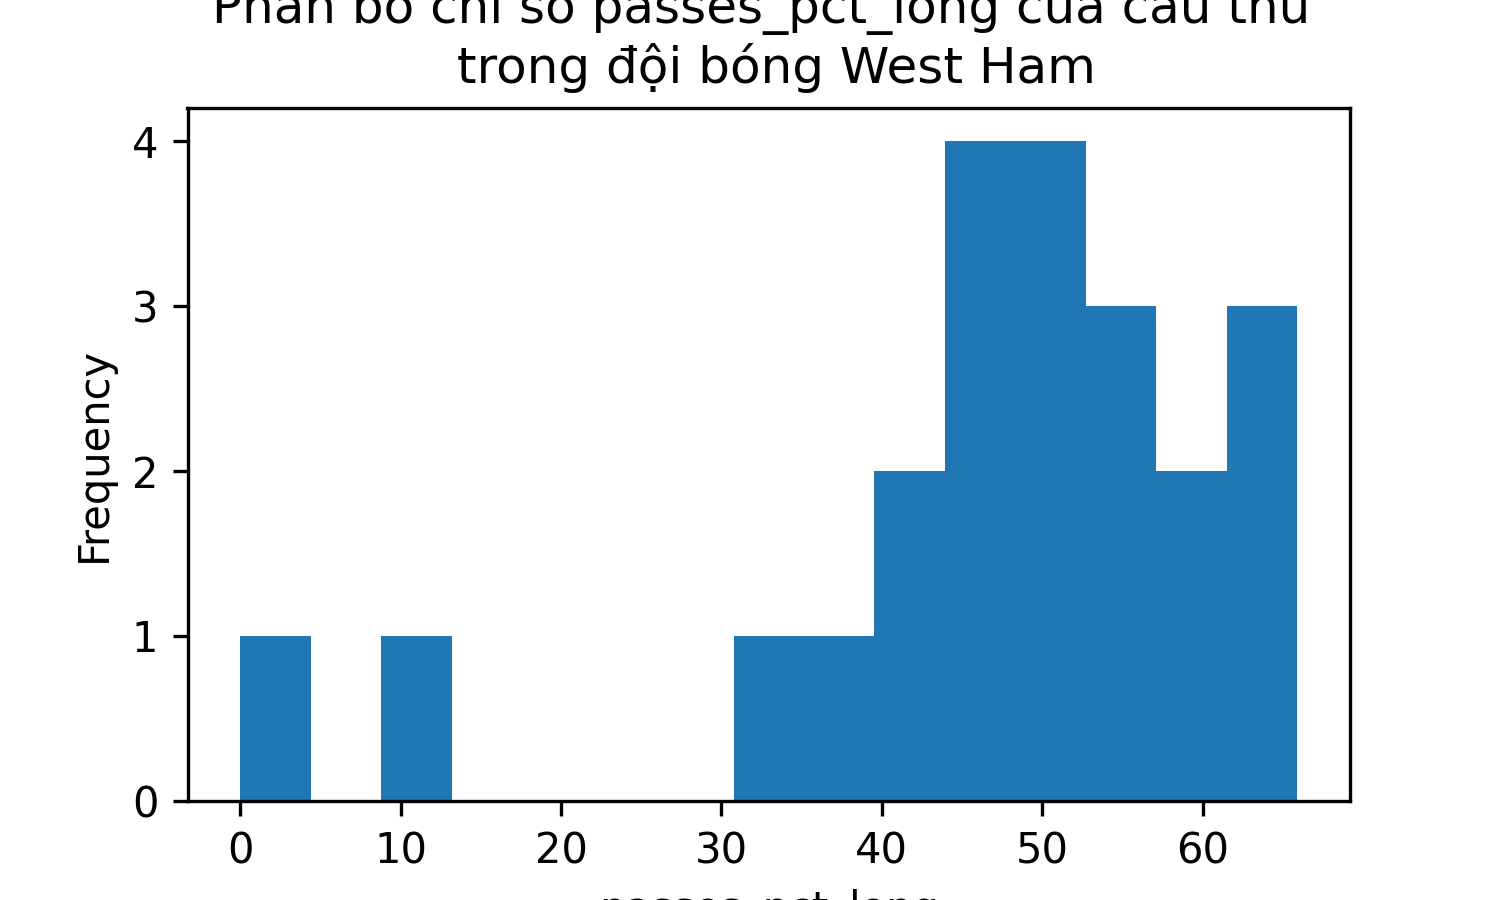 Phân bố chỉ số passes_pct_long của cầu thủ
trong đội bóng West Ham
4
3
2
1
0
Frequency
0 10 20 30 40 50 60
passes_pct_long